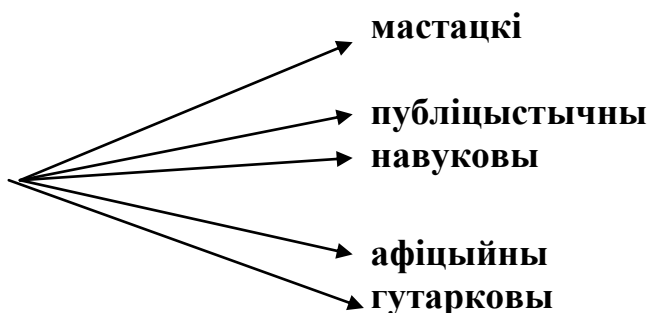 мастацкі
публіцыстычны
навуковы
афіцыйны
гутарковы